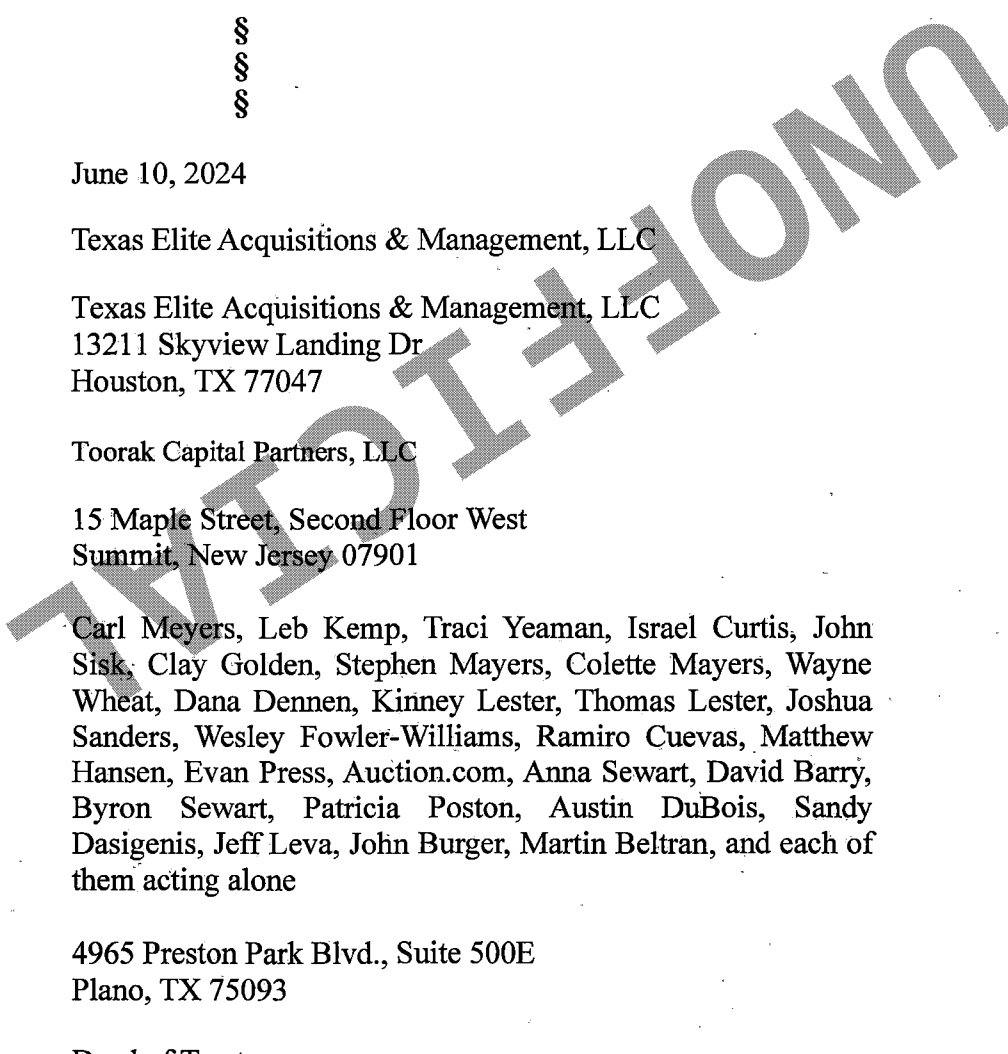 §
§
§
June 10, 2024
Texas Elite Acquisitions & Management, LLC
Texas Elite Acquisitions & Management, LLC
13211 Skyview Landing Dr
Houston, TX 77047
Toorak Capital Partners, LLC
15 Maple Street, Second Floor West
Summit, New Jersey 07901
Carl Meyers, Leb Kemp, Traci Yeaman, Israel Curtis, John
Sisk, Clay Golden, Stephen Mayers, Colette Mayers, Wayne
Wheat, Dana Dennen, Kinney Lester, Thomas Lester, Joshua
Sanders, Wesley Fowler-Williams, Ramiro Cuevas, Matthew
Hansen, Evan Press, Auction.com, Anna Sewart, David Barry,
Byron Sewart, Patricia Poston, Austin DuBois, Sandy
Dasigenis, Jeff Leva, John Burger, Martin Beltran, and each of
them acting alone
4965 Preston Park Blvd., Suite 500E
Plano, TX 75093
UNOFFICIAL